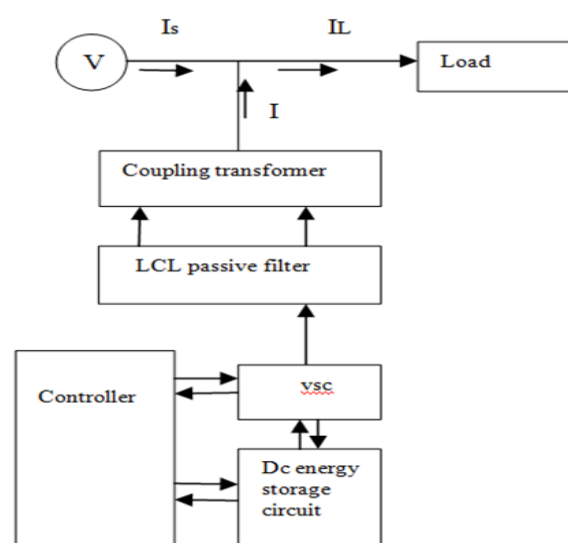 Is
IL
V
Load
I
Coupling transformer
LCL passive filter
vsc
Controller
Dc energy
storage
circuit